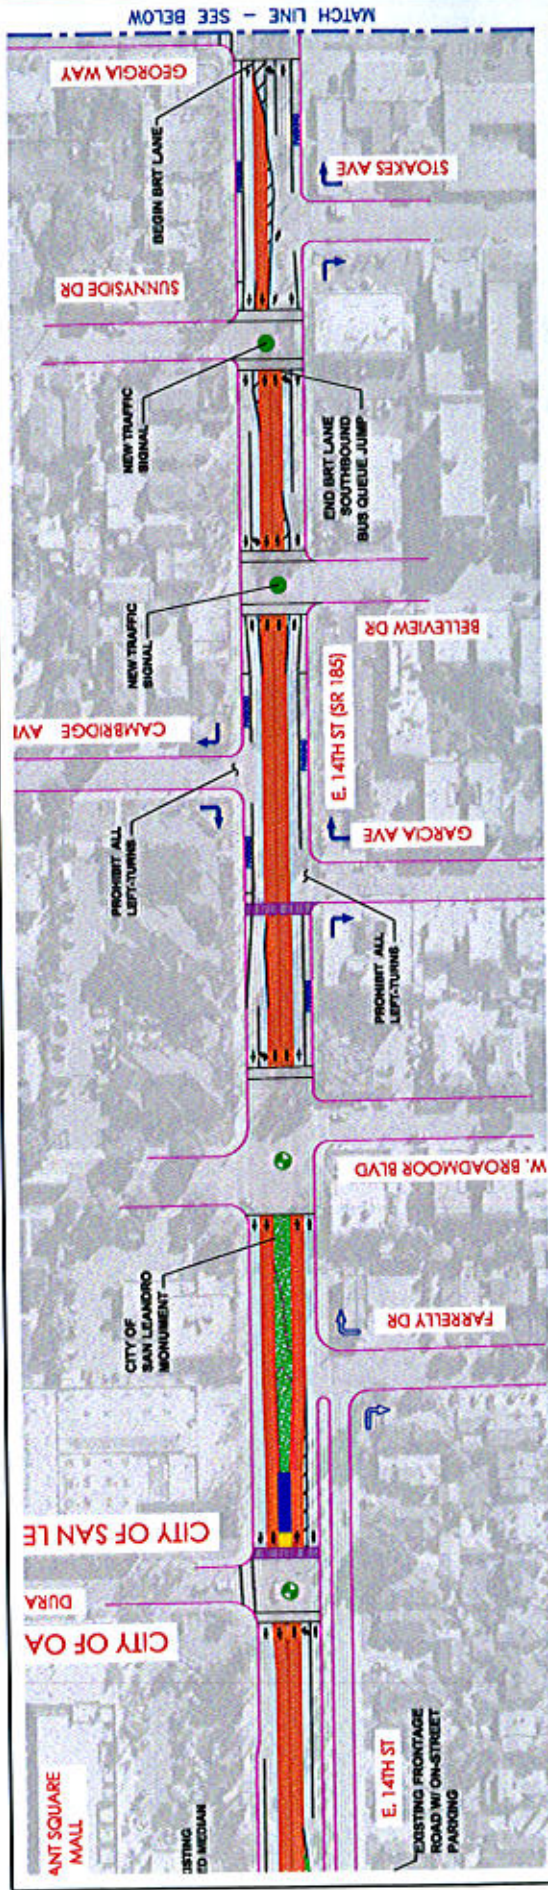 MATCH LINE - SEE BELOW
GEORGIA WAY
BEGIN BRT LANE
STOAKES AVE
SUNNYSIDE DR
NEW TRAFFIC
SIGNAL
END BRT LANE
SOUTHBOUND
BUS QUEUE JUMP
NEW TRAFFIC
SIGNAL
BELLEVIEW DR
CAMBRIDGE AV
E. 14TH ST (SR 185)
PROHIBIT ALL
LEFT-TURNS
GARCIA AVE
PROHIBIT ALL
LEFT-TURNS
W. BROADMOOR BLVD
CITY OF
SAN LEANDRO
MONUMENT
FARRELLY DR
CITY OF SAN LE
DURA
CITY OF OA
ANT SQUARE
MALL
ISTING
ED MEDIAN
E. 14TH ST
EXISTING FRONTAGE
ROAD W/ ON-STREET
PARKING